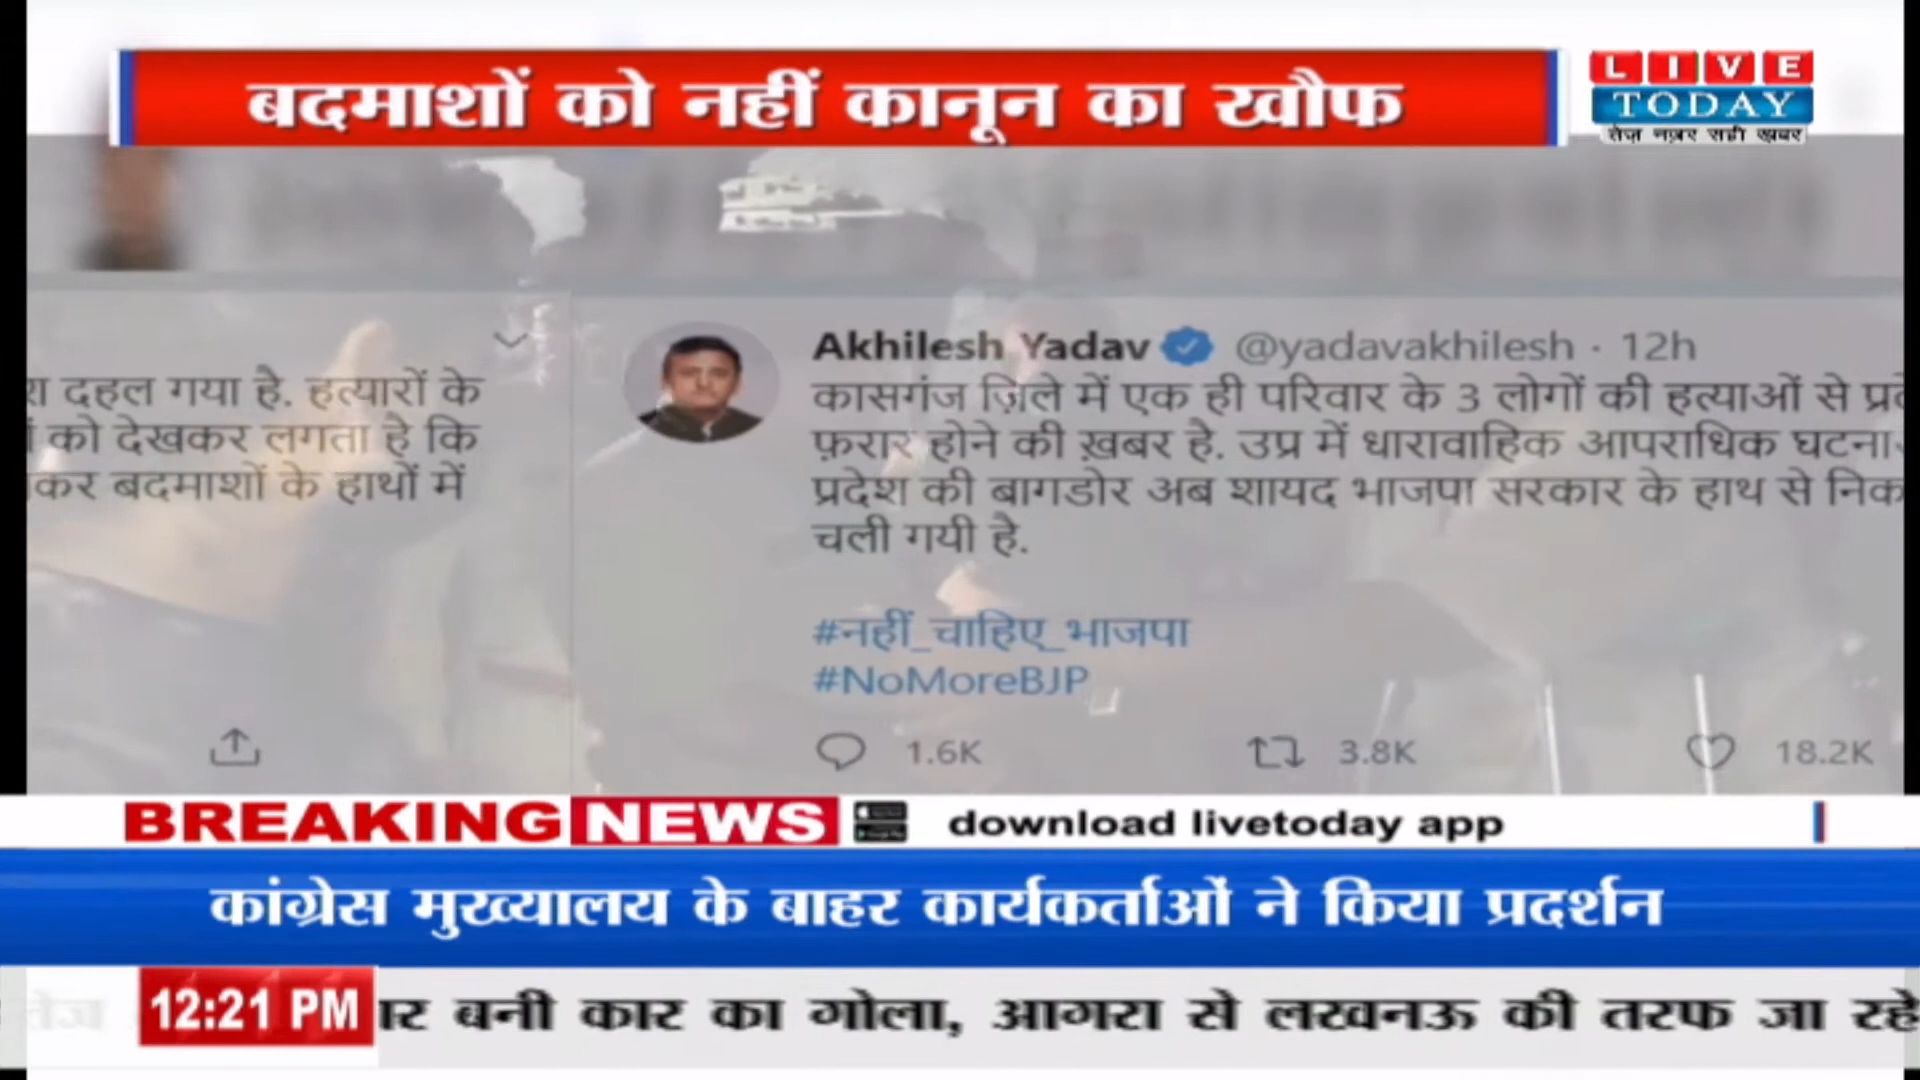 बदमाशों को नहीं कानून का खौफ
LIVE
TODAY
तेज़ नज़र सही ख़बर
दहल गया है. हत्यारों के
को देखकर लगता है कि
बदमाशों के हाथों में
Akhilesh Yadav @yadavakhilesh · 12h
कासगंज ज़िले में एक ही परिवार के 3 लोगों की हत्याओं से
फ़रार होने की ख़बर है. उप्र में धारावाहिक आपराधिक घटना
प्रदेश की बागडोर अब शायद भाजपा सरकार के हाथ से निक
चली गयी है.
#नहीं_चाहिए_भाजपा
#NoMoreBJP
1.6K 3.8K 18.2K
BREAKING NEWS download livetoday app
कांग्रेस मुख्यालय के बाहर कार्यकर्ताओं ने किया प्रदर्शन
12:21 PM
बनी कार का गोला, आगरा से लखनऊ की तरफ जा रहे